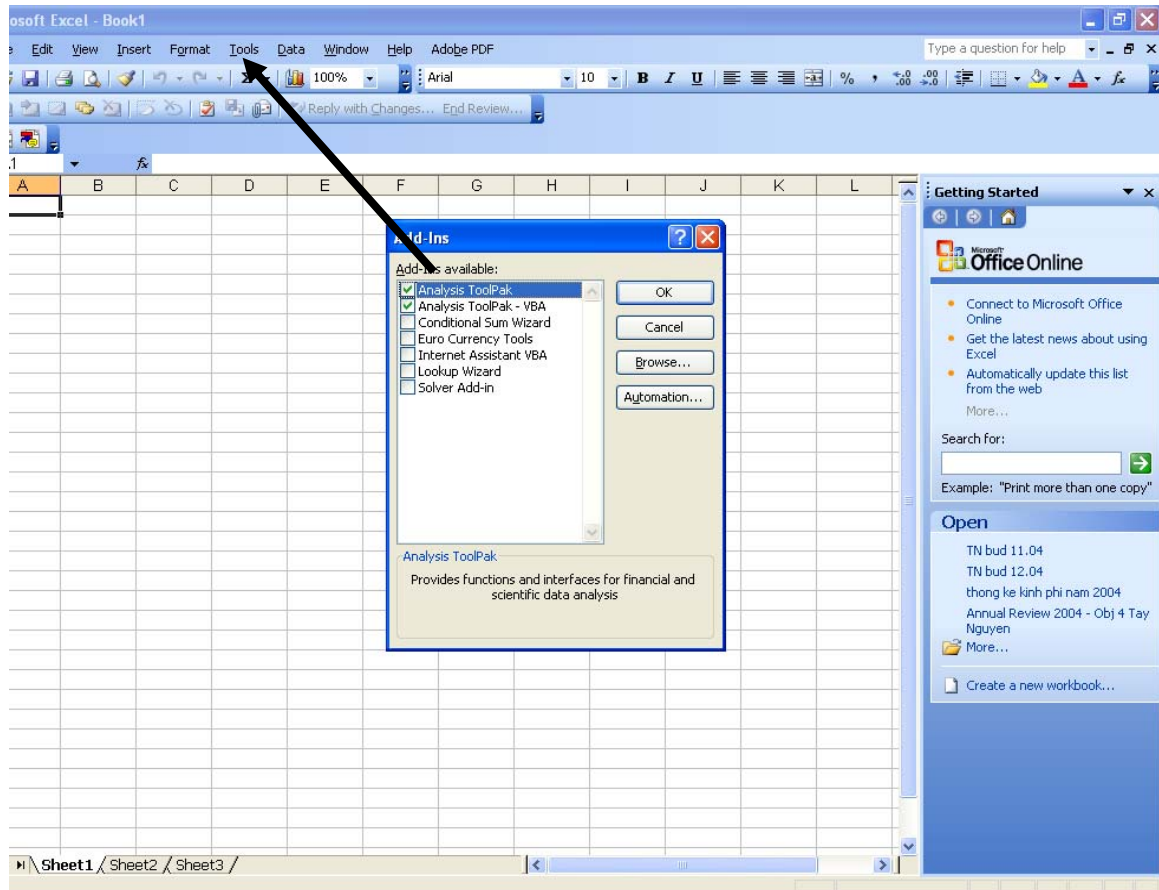 osoft Excel - Book1
Edit View Insert Format Tools Data Window Help Adobe PDF Type a question for help
100% Arial 10 B I U % , A fx
Reply with Changes... End Review...
fx
A B C D E F G H I J K L
Getting Started
Microsoft
Office Online
Connect to Microsoft Office
Online
Get the latest news about using
Excel
Automatically update this list
from the web
More...
Search for:
Example: "Print more than one copy"
Open
TN bud 11.04
TN bud 12.04
thong ke kinh phi nam 2004
Annual Review 2004 - Obj 4 Tay
Nguyen
More...
Create a new workbook...
Add-Ins
Add-Ins available:
Analysis ToolPak
Analysis ToolPak - VBA
Conditional Sum Wizard
Euro Currency Tools
Internet Assistant VBA
Lookup Wizard
Solver Add-in
OK
Cancel
Browse...
Automation...
Analysis ToolPak
Provides functions and interfaces for financial and
scientific data analysis
Sheet1 / Sheet2 / Sheet3 /